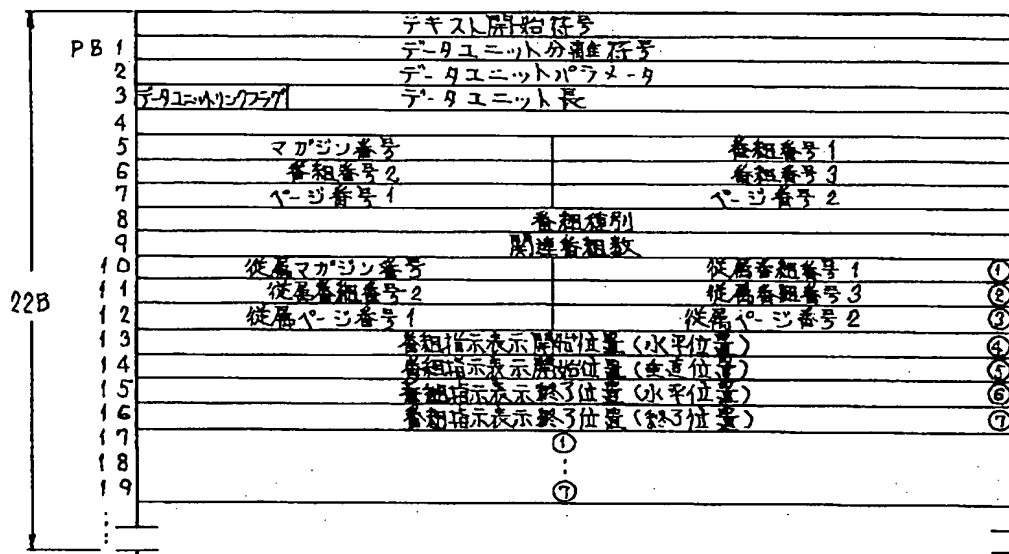 テキスト開始符号
PB 1 データユニット分離符号
2 データユニットパラメータ
3 データユニットリンクフラグ データユニット長
4
5 マガジン番号 番組番号1
6 番組番号2 番組番号3
7 ページ番号1 ページ番号2
8 番組種別
9 関連番組数
10 従属マガジン番号 従属番組番号1 ①
11 従属番組番号2 従属番組番号3 ②
12 従属ページ番号1 従属ページ番号2 ③
13 番組指示表示開始位置(水平位置) ④
14 番組指示表示開始位置(垂直位置) ⑤
15 番組指示表示終了位置(水平位置) ⑥
16 番組指示表示終了位置(終了位置) ⑦
17 ①
18
19 ⑦
22B